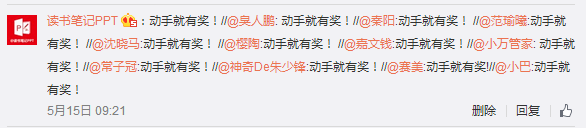 读书笔记PPT：动手就有奖！//@臭人鹏: 动手就有奖！//@秦阳:动手就有奖！//@范瑜曦:动手就有
奖！//@沈晓马:动手就有奖！//@樱陶:动手就有奖！//@嘉文钱:动手就有奖！//@小万管家: 动手就有
奖！//@常子冠:动手就有奖！//@神奇De朱少锋:动手就有奖！//@赛美:动手就有奖!//@小巴:动手就
有奖！
5月15日 09:21
删除 回复